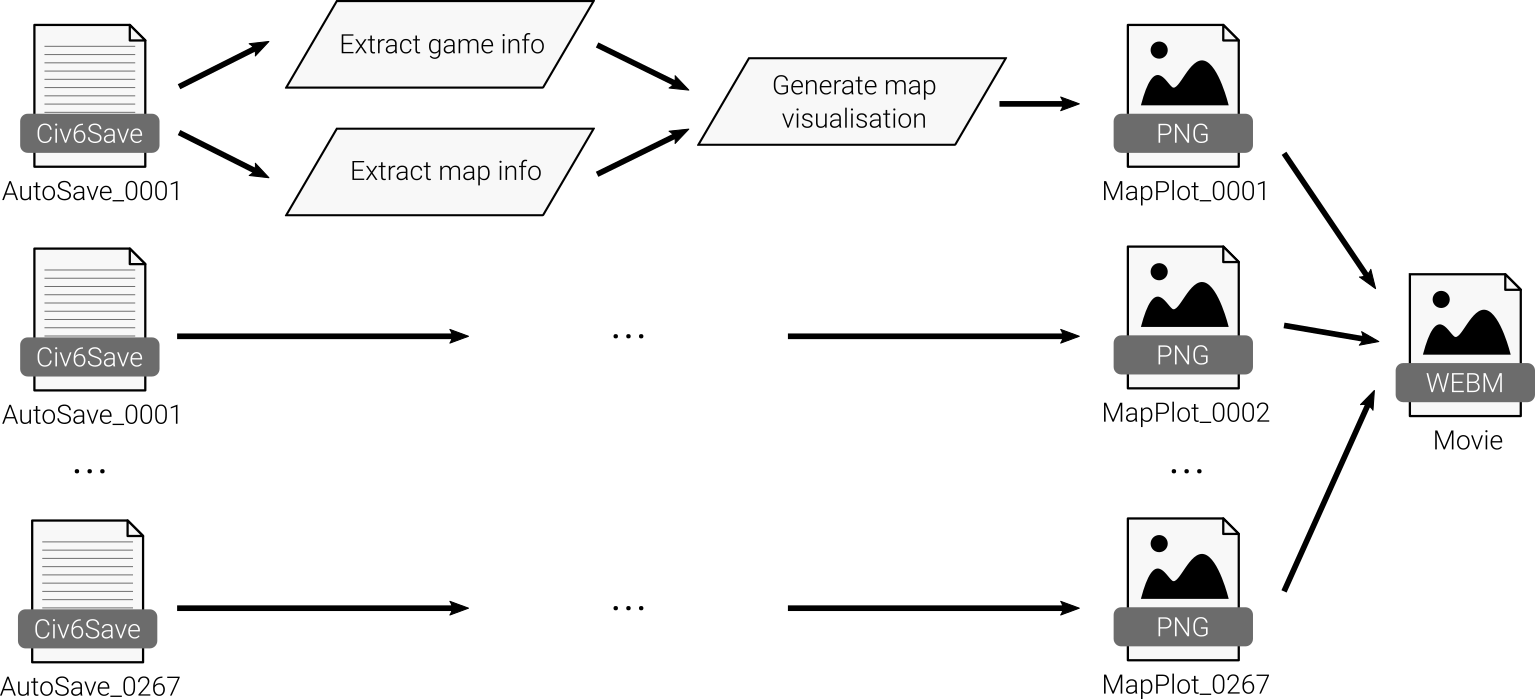 Extract game info
Civ6Save
AutoSave_0001
Extract map info
Generate map
visualisation
PNG
MapPlot_0001
Civ6Save
AutoSave_0001
...
PNG
MapPlot_0002
WEBM
Movie
...
...
Civ6Save
AutoSave_0267
...
PNG
MapPlot_0267